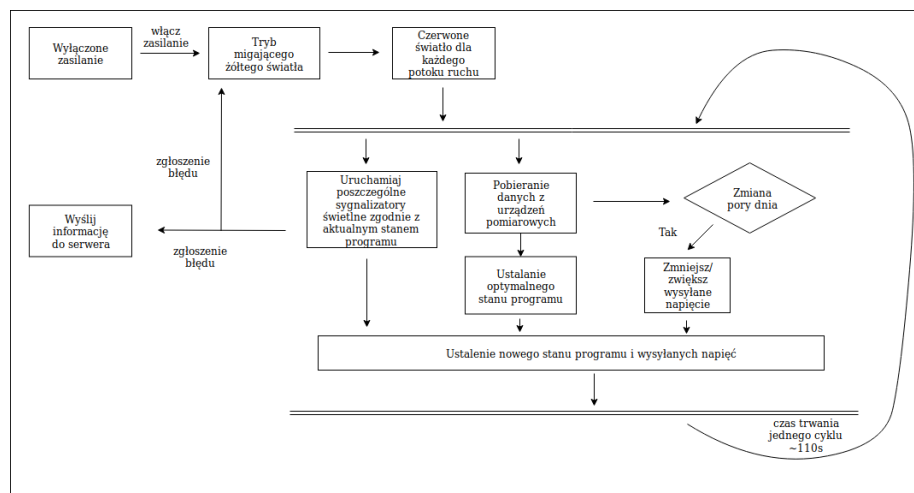 Wyłączone
zasilanie
włącz
zasilanie
Tryb
migającego
żółtego światła
Czerwone
światło dla
każdego
potoku ruchu
zgłoszenie
błędu
Uruchamiaj
poszczególne
sygnalizatory
świetlne zgodnie z
aktualnym stanem
programu
Pobieranie
danych z
urządzeń
pomiarowych
Zmiana
pory dnia
Wyślij
informację
do serwera
zgłoszenie
błędu
Tak
Ustalanie
optymalnego
stanu programu
Zmniejsz/
zwiększ
wysyłane
napięcie
Ustalenie nowego stanu programu i wysyłanych napięć
czas trwania
jednego cyklu
~110s